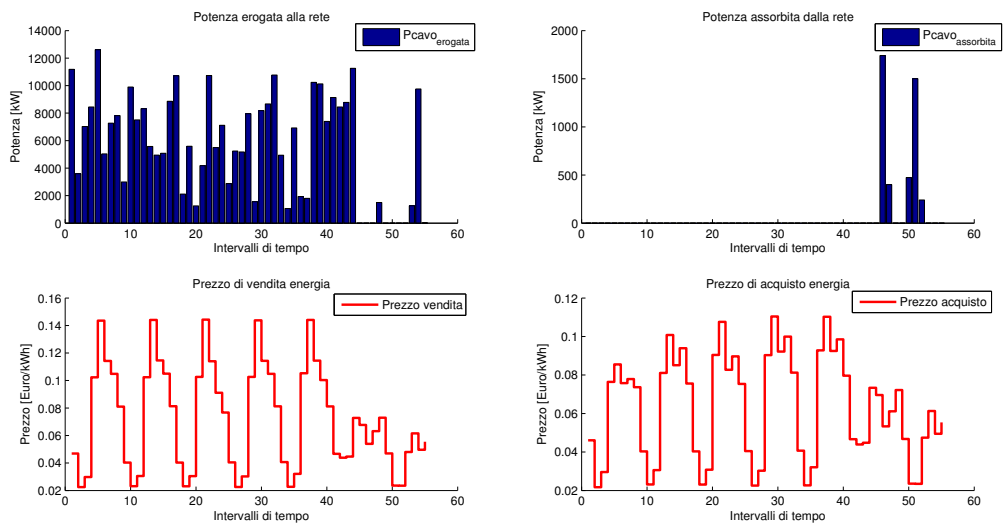 Potenza erogata alla rete
Pcavo_erogata
Potenza [kW]
14000
12000
10000
8000
6000
4000
2000
0
0 10 20 30 40 50 60
Intervalli di tempo
Potenza assorbita dalla rete
Pcavo_assorbita
Potenza [kW]
2000
1500
1000
500
0
0 10 20 30 40 50 60
Intervalli di tempo
Prezzo di vendita energia
Prezzo vendita
Prezzo [Euro/kWh]
0.16
0.14
0.12
0.1
0.08
0.06
0.04
0.02
0 10 20 30 40 50 60
Intervalli di tempo
Prezzo di acquisto energia
Prezzo acquisto
Prezzo [Euro/kWh]
0.12
0.1
0.08
0.06
0.04
0.02
0 10 20 30 40 50 60
Intervalli di tempo